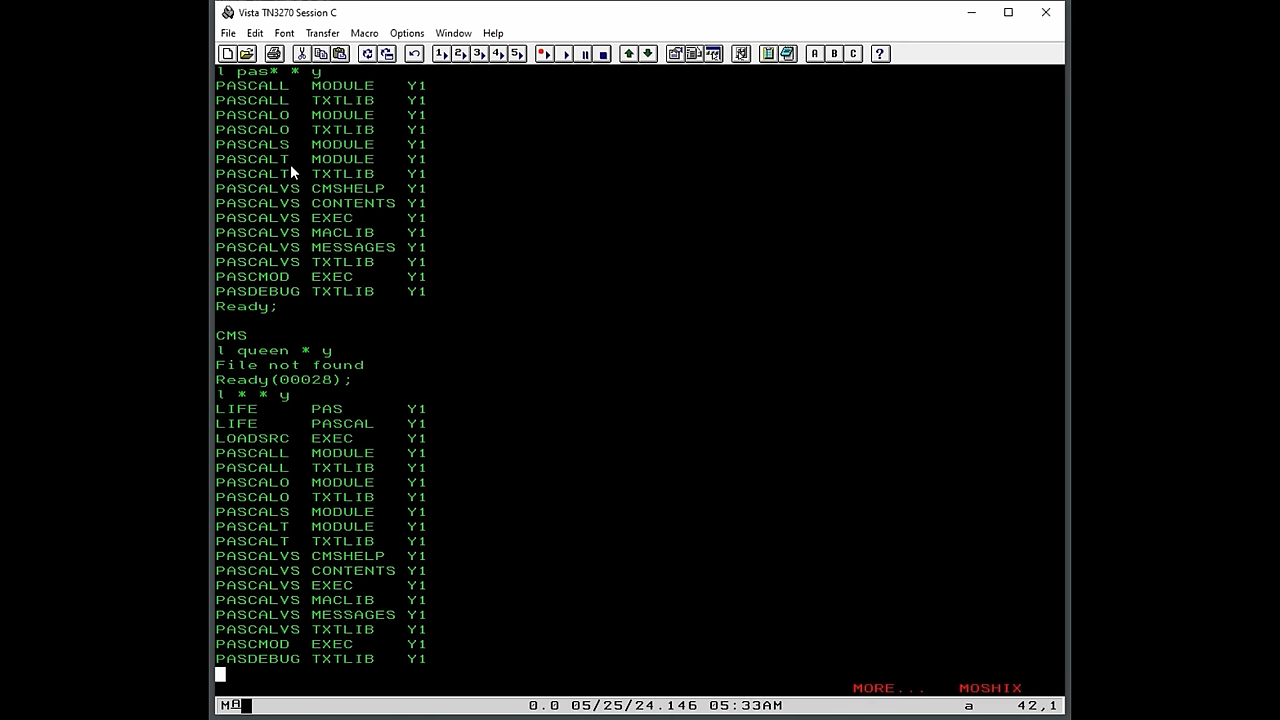 Vista TN3270 Session C
File Edit Font Transfer Macro Options Window Help
1 2 3 4 5 A B C ?
l pas* * y
PASCALL MODULE Y1
PASCALL TXTLIB Y1
PASCALO MODULE Y1
PASCALO TXTLIB Y1
PASCALS MODULE Y1
PASCALT MODULE Y1
PASCALT TXTLIB Y1
PASCALVS CMSHELP Y1
PASCALVS CONTENTS Y1
PASCALVS EXEC Y1
PASCALVS MACLIB Y1
PASCALVS MESSAGES Y1
PASCALVS TXTLIB Y1
PASCMOD EXEC Y1
PASDEBUG TXTLIB Y1
Ready;
CMS
l queen * y
File not found
Ready(00028);
l * * y
LIFE PAS Y1
LIFE PASCAL Y1
LOADSRC EXEC Y1
PASCALL MODULE Y1
PASCALL TXTLIB Y1
PASCALO MODULE Y1
PASCALO TXTLIB Y1
PASCALS MODULE Y1
PASCALT MODULE Y1
PASCALT TXTLIB Y1
PASCALVS CMSHELP Y1
PASCALVS CONTENTS Y1
PASCALVS EXEC Y1
PASCALVS MACLIB Y1
PASCALVS MESSAGES Y1
PASCALVS TXTLIB Y1
PASCMOD EXEC Y1
PASDEBUG TXTLIB Y1
MORE... MOSHIX
M 0.0 05/25/24.146 05:33AM a 42,1